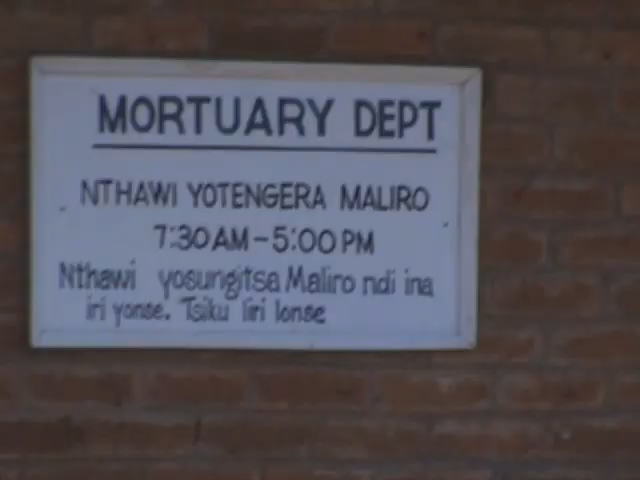 MORTUARY DEPT
NTHAWI YOTENGERA MALIRO
7:30 AM - 5:00 PM
Nthawi yosungitsa Maliro ndi ina
iri yonse. Tsiku liri lonse